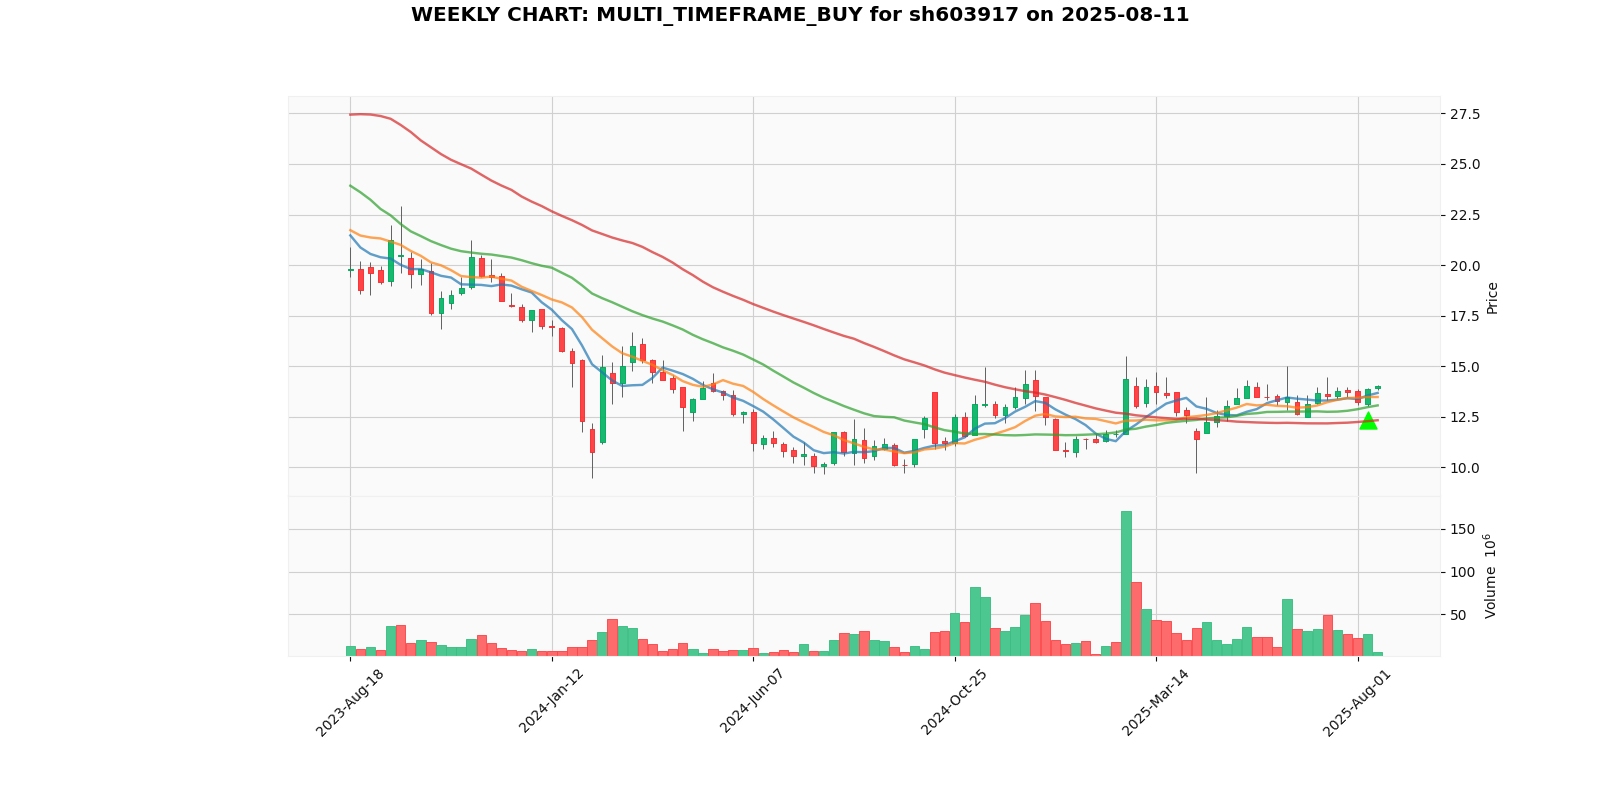 WEEKLY CHART: MULTI_TIMEFRAME_BUY for sh603917 on 2025-08-11
27.5
25.0
22.5
20.0
17.5
15.0
12.5
10.0
Price
150
100
50
Volume 10⁶
2023-Aug-18
2024-Jan-12
2024-Jun-07
2024-Oct-25
2025-Mar-14
2025-Aug-01